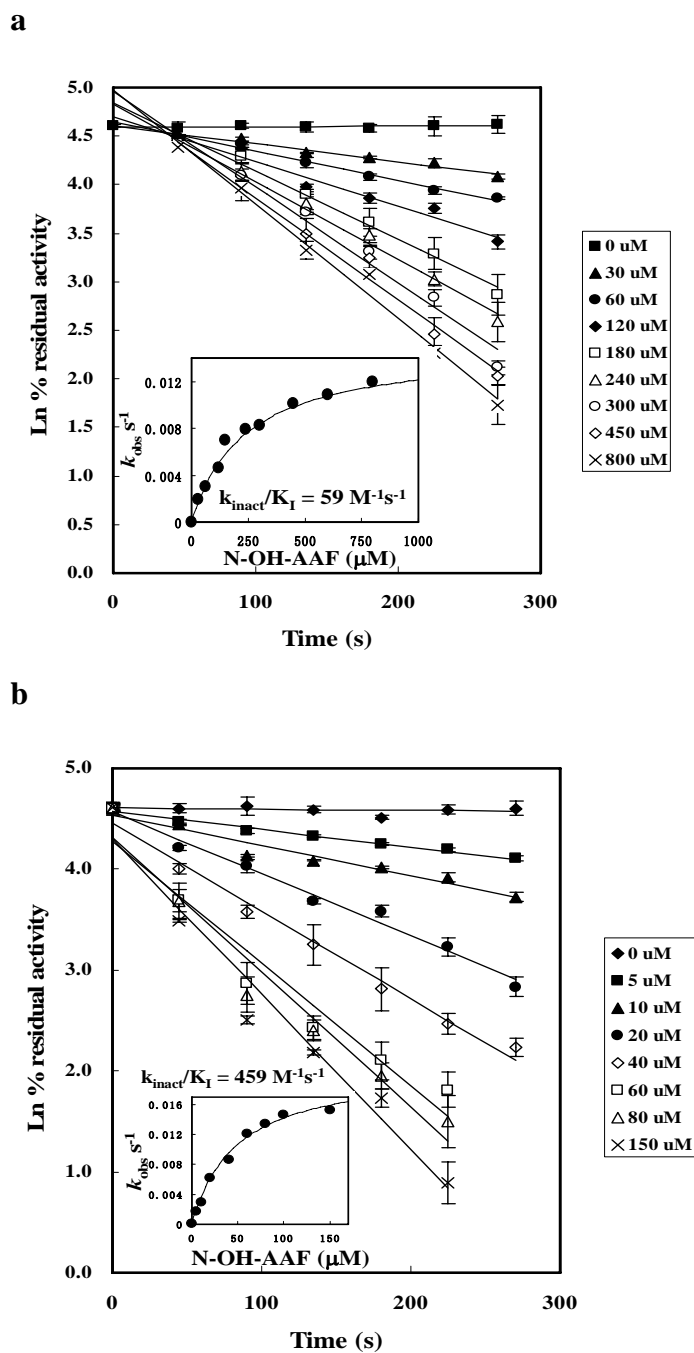 a
5.0
4.5
4.0
3.5
3.0
2.5
2.0
1.5
1.0
0.0
Ln % residual activity
0
100
200
300
Time (s)
0 uM
30 uM
60 uM
120 uM
180 uM
240 uM
300 uM
450 uM
800 uM
0.012
0.008
0.004
0
k_obs s⁻¹
k_inact/K_I = 59 M⁻¹s⁻¹
0
250
500
750
1000
N-OH-AAF (μM)
b
5.0
4.0
3.0
2.0
1.0
0.0
Ln % residual activity
0
100
200
300
Time (s)
0 uM
5 uM
10 uM
20 uM
40 uM
60 uM
80 uM
150 uM
k_inact/K_I = 459 M⁻¹s⁻¹
0.016
0.012
0.008
0.004
0
k_obs s⁻¹
0
50
100
150
N-OH-AAF (μM)